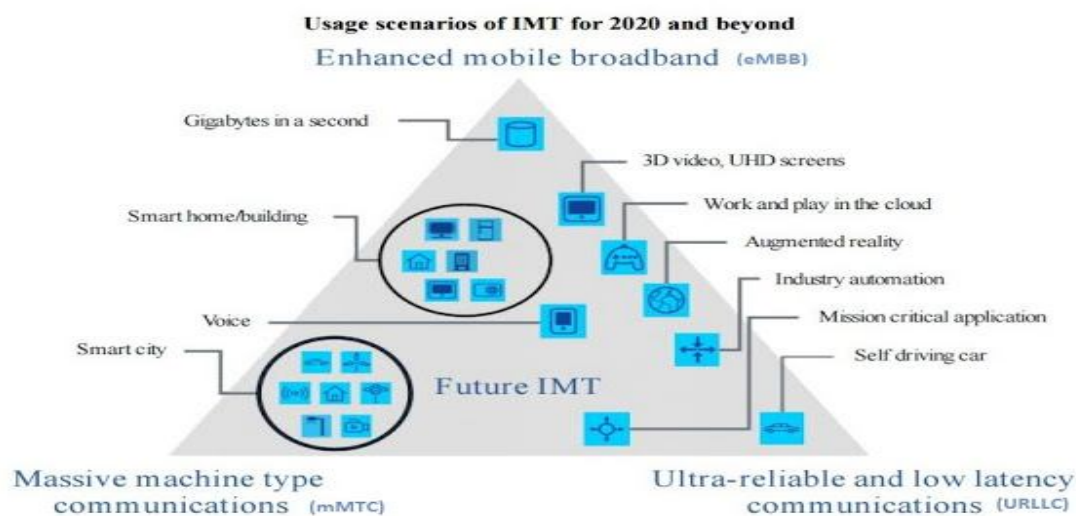 Usage scenarios of IMT for 2020 and beyond
Enhanced mobile broadband (eMBB)
Gigabytes in a second
3D video, UHD screens
Smart home/building
Work and play in the cloud
Augmented reality
Industry automation
Voice
Mission critical application
Smart city
Self driving car
Future IMT
Massive machine type
communications (mMTC)
Ultra-reliable and low latency
communications (URLLC)